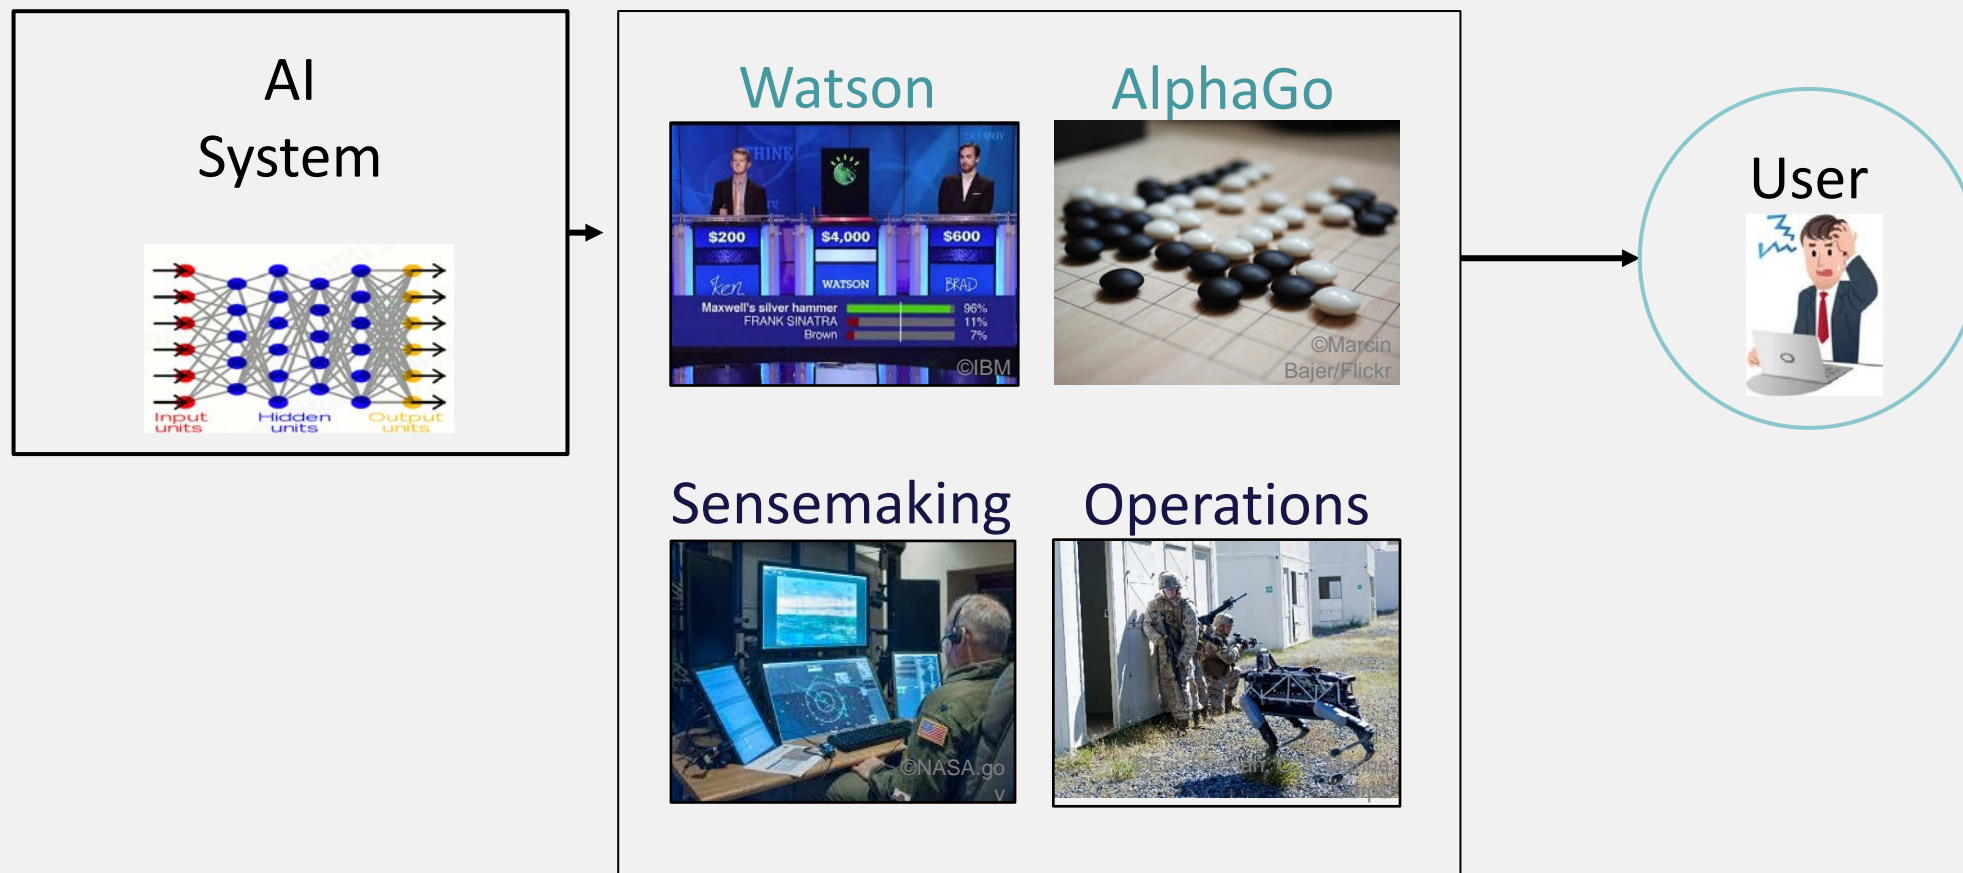 AI
System
Input
units
Hidden
units
Output
units
Watson
THINK
$200
$4,000
$600
Ken
WATSON
BRAD
Maxwell's silver hammer 96%
FRANK SINATRA 11%
Brown 7%
©IBM
AlphaGo
©Marcin
Bajer/Flickr
Sensemaking
©NASA.go
v
Operations
User